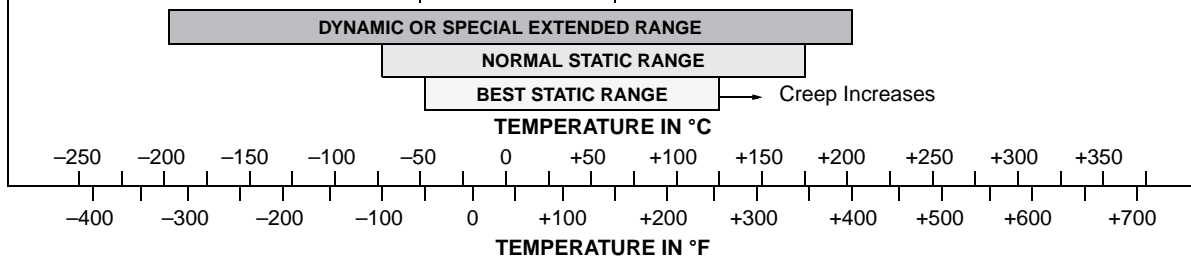 DYNAMIC OR SPECIAL EXTENDED RANGE
NORMAL STATIC RANGE
BEST STATIC RANGE Creep Increases
TEMPERATURE IN °C
–250 –200 –150 –100 –50 0 +50 +100 +150 +200 +250 +300 +350
–400 –300 –200 –100 0 +100 +200 +300 +400 +500 +600 +700
TEMPERATURE IN °F